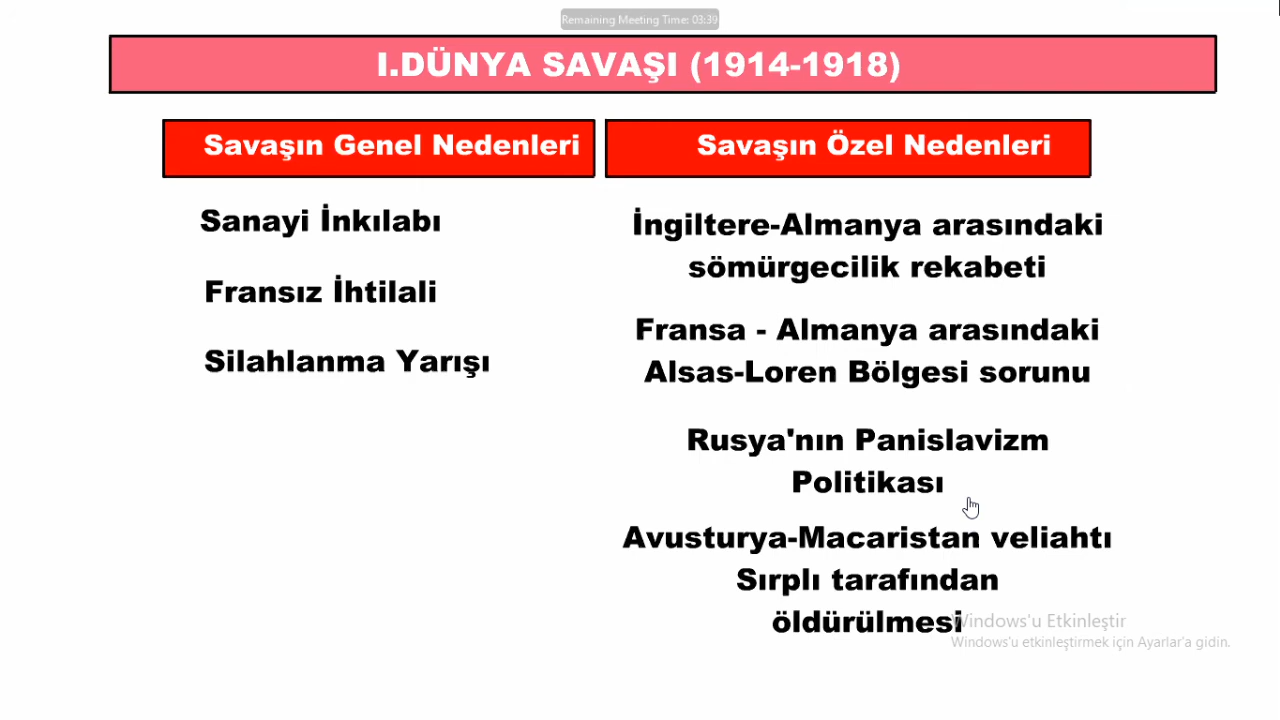 Remaining Meeting Time: 03:39
I.DÜNYA SAVAŞI (1914-1918)
Savaşın Genel Nedenleri
Sanayi İnkılabı
Fransız İhtilali
Silahlanma Yarışı
Savaşın Özel Nedenleri
İngiltere-Almanya arasındaki
sömürgecilik rekabeti
Fransa - Almanya arasındaki
Alsas-Loren Bölgesi sorunu
Rusya'nın Panislavizm
Politikası
Avusturya-Macaristan veliahtı
Sırplı tarafından
öldürülmesi
Windows'u Etkinleştir
Windows'u etkinleştirmek için Ayarlar'a gidin.